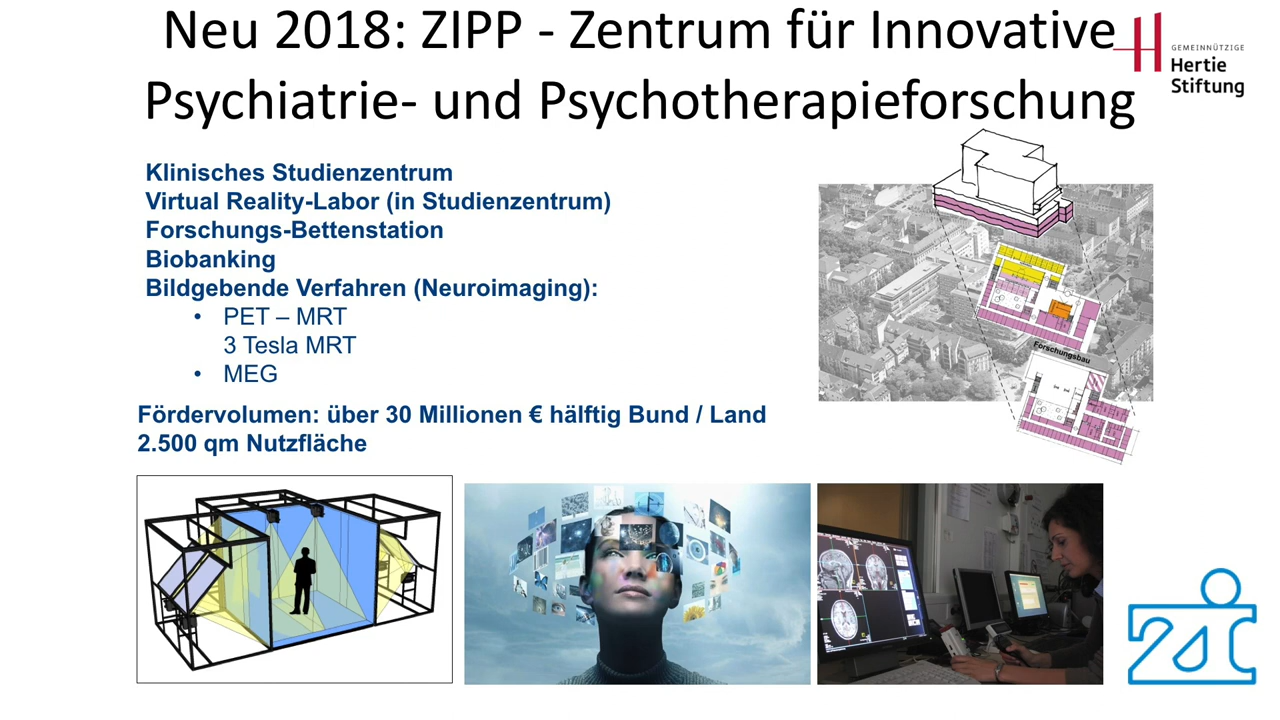 Neu 2018: ZIPP - Zentrum für Innovative
Psychiatrie- und Psychotherapieforschung
GEMEINNÜTZIGE
Hertie
Stiftung
Klinisches Studienzentrum
Virtual Reality-Labor (in Studienzentrum)
Forschungs-Bettenstation
Biobanking
Bildgebende Verfahren (Neuroimaging):
• PET – MRT
3 Tesla MRT
• MEG
Fördervolumen: über 30 Millionen € hälftig Bund / Land
2.500 qm Nutzfläche
Forschungsbau
zi